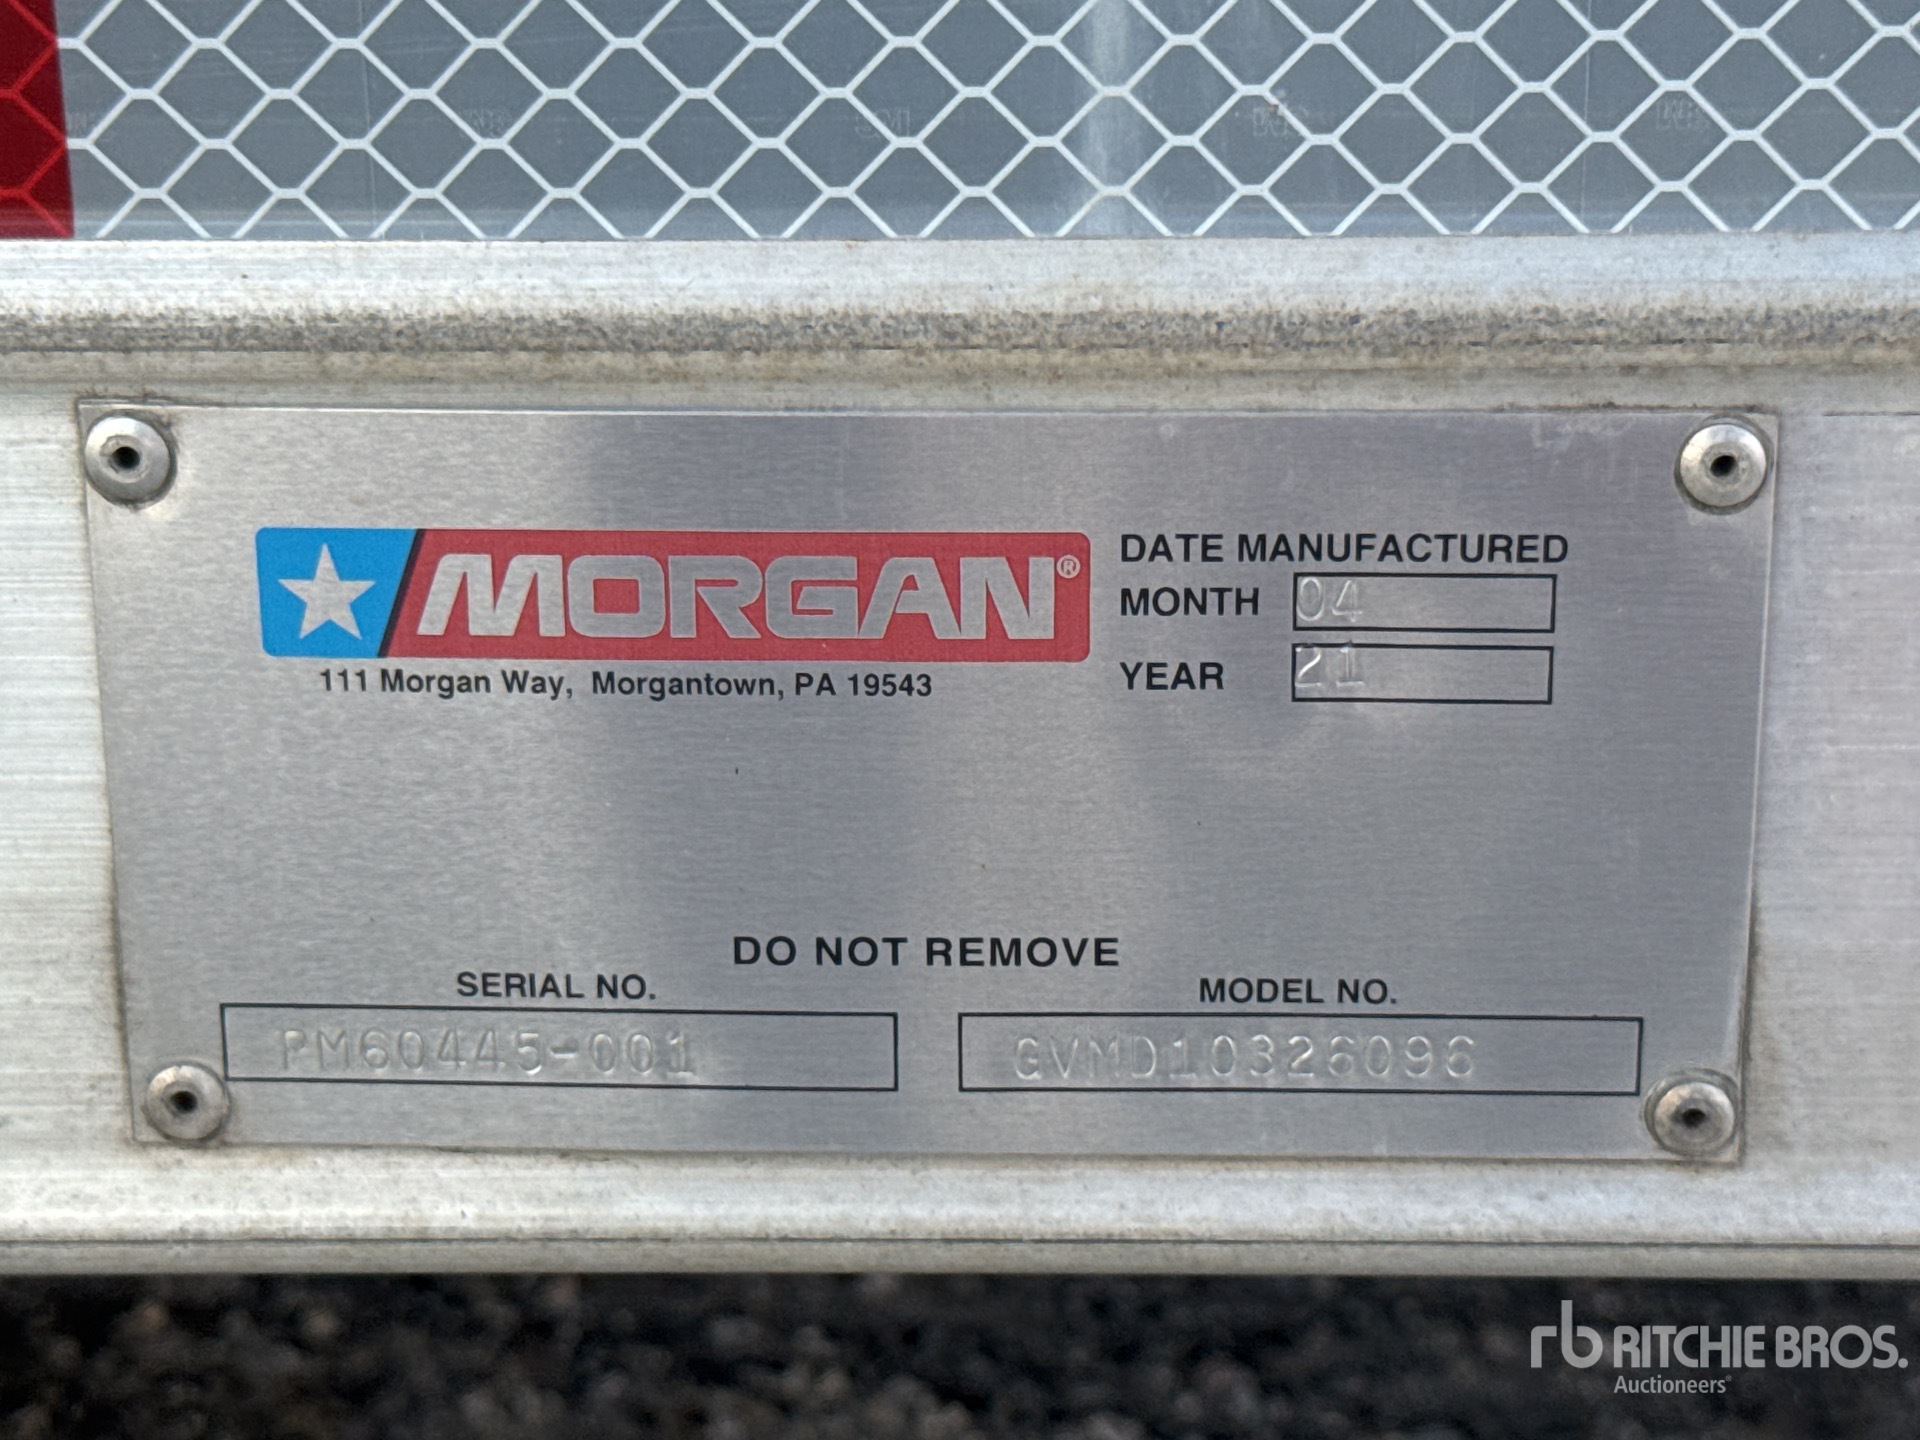 MORGAN®
111 Morgan Way, Morgantown, PA 19543
DATE MANUFACTURED
MONTH 04
YEAR 21
DO NOT REMOVE
SERIAL NO.
PM60445-001
MODEL NO.
GVMD10326096
rb RITCHIE BROS.
Auctioneers®